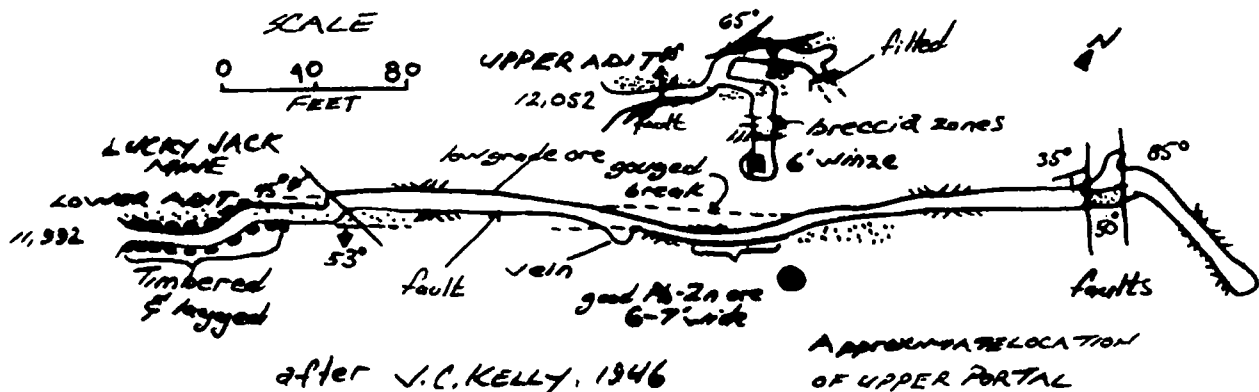 SCALE
0 40 80
FEET
N
65°
filled
UPPER ADIT
12,052
fault
breccia zones
6' winze
LUCKY JACK
MINE
LOWER ADIT
11,992
45°
low grade ore
gouged
break
35°
85°
53°
50°
Timbered
& lagged
fault
vein
good Pb-Zn ore
6-7' wide
faults
after V.C. KELLY, 1946
APPROXIMATE LOCATION
OF UPPER PORTAL